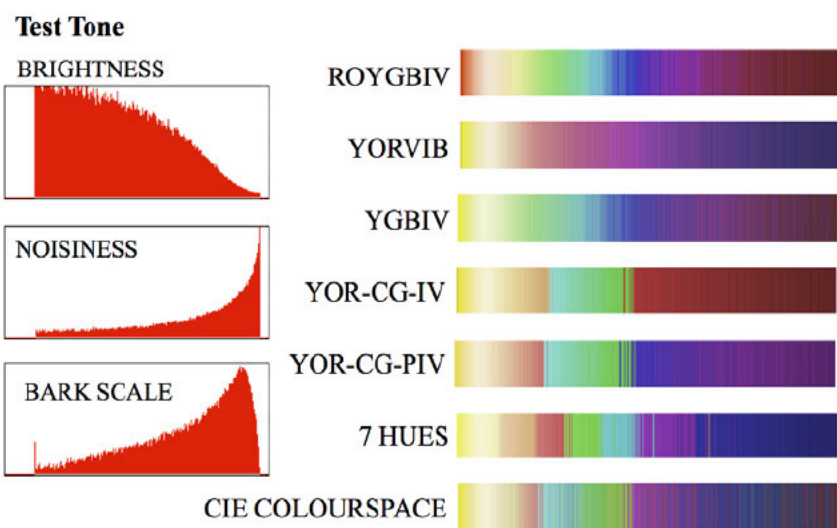 Test Tone
BRIGHTNESS
NOISINESS
BARK SCALE
ROYGBIV
YORVIB
YGBIV
YOR-CG-IV
YOR-CG-PIV
7 HUES
CIE COLOURSPACE